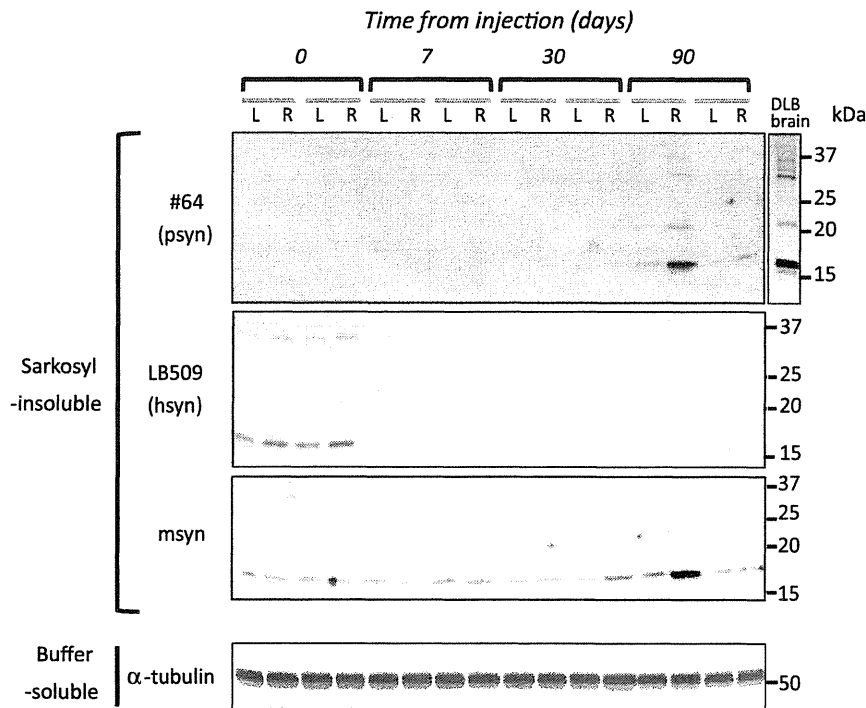 Time from injection (days)
0 7 30 90
L R L R L R L R L R L R L R L R DLB brain kDa
#64 (psyn)
37
25
20
15
Sarkosyl -insoluble
LB509 (hsyn)
37
25
20
15
msyn
37
25
20
15
Buffer -soluble
α-tubulin
50